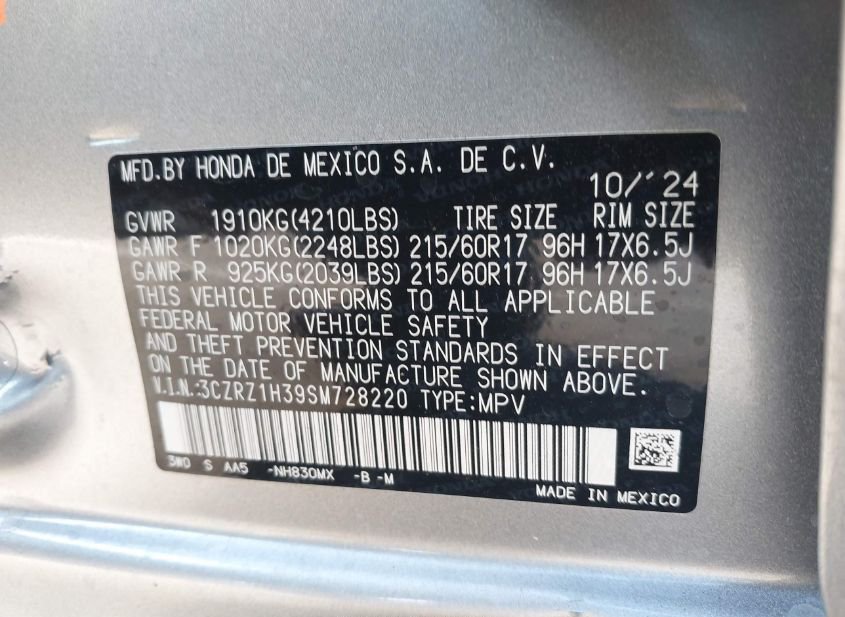 MFD.BY HONDA DE MEXICO S.A. DE C.V.
10/'24
GVWR 1910KG(4210LBS) TIRE SIZE RIM SIZE
GAWR F 1020KG(2248LBS) 215/60R17 96H 17X6.5J
GAWR R 925KG(2039LBS) 215/60R17 96H 17X6.5J
THIS VEHICLE CONFORMS TO ALL APPLICABLE
FEDERAL MOTOR VEHICLE SAFETY
AND THEFT PREVENTION STANDARDS IN EFFECT
ON THE DATE OF MANUFACTURE SHOWN ABOVE.
V.I.N.:3CZRZ1H39SM728220 TYPE:MPV
3W0 S AA5 -NH830MX -B -M
MADE IN MEXICO